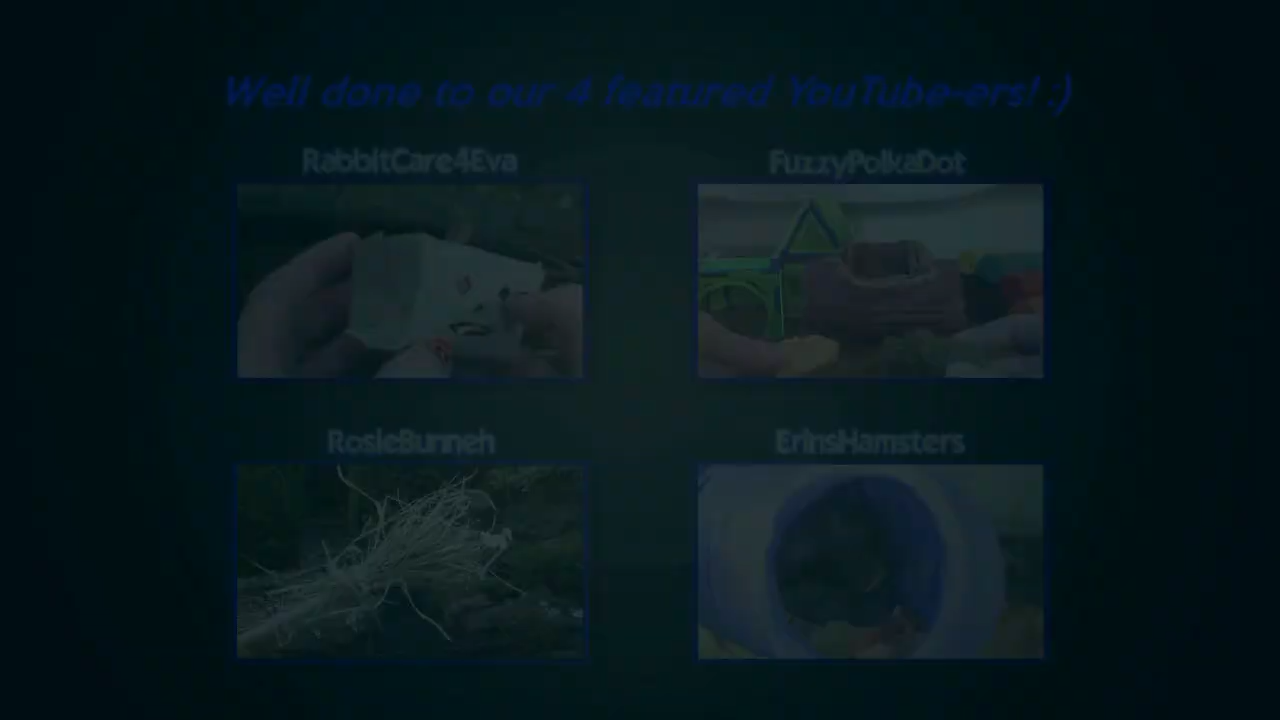 Well done to our 4 featured YouTube-ers! :)
RabbitCare4Eva
FuzzyPolkaDot
RosieBunneh
ErinsHamsters